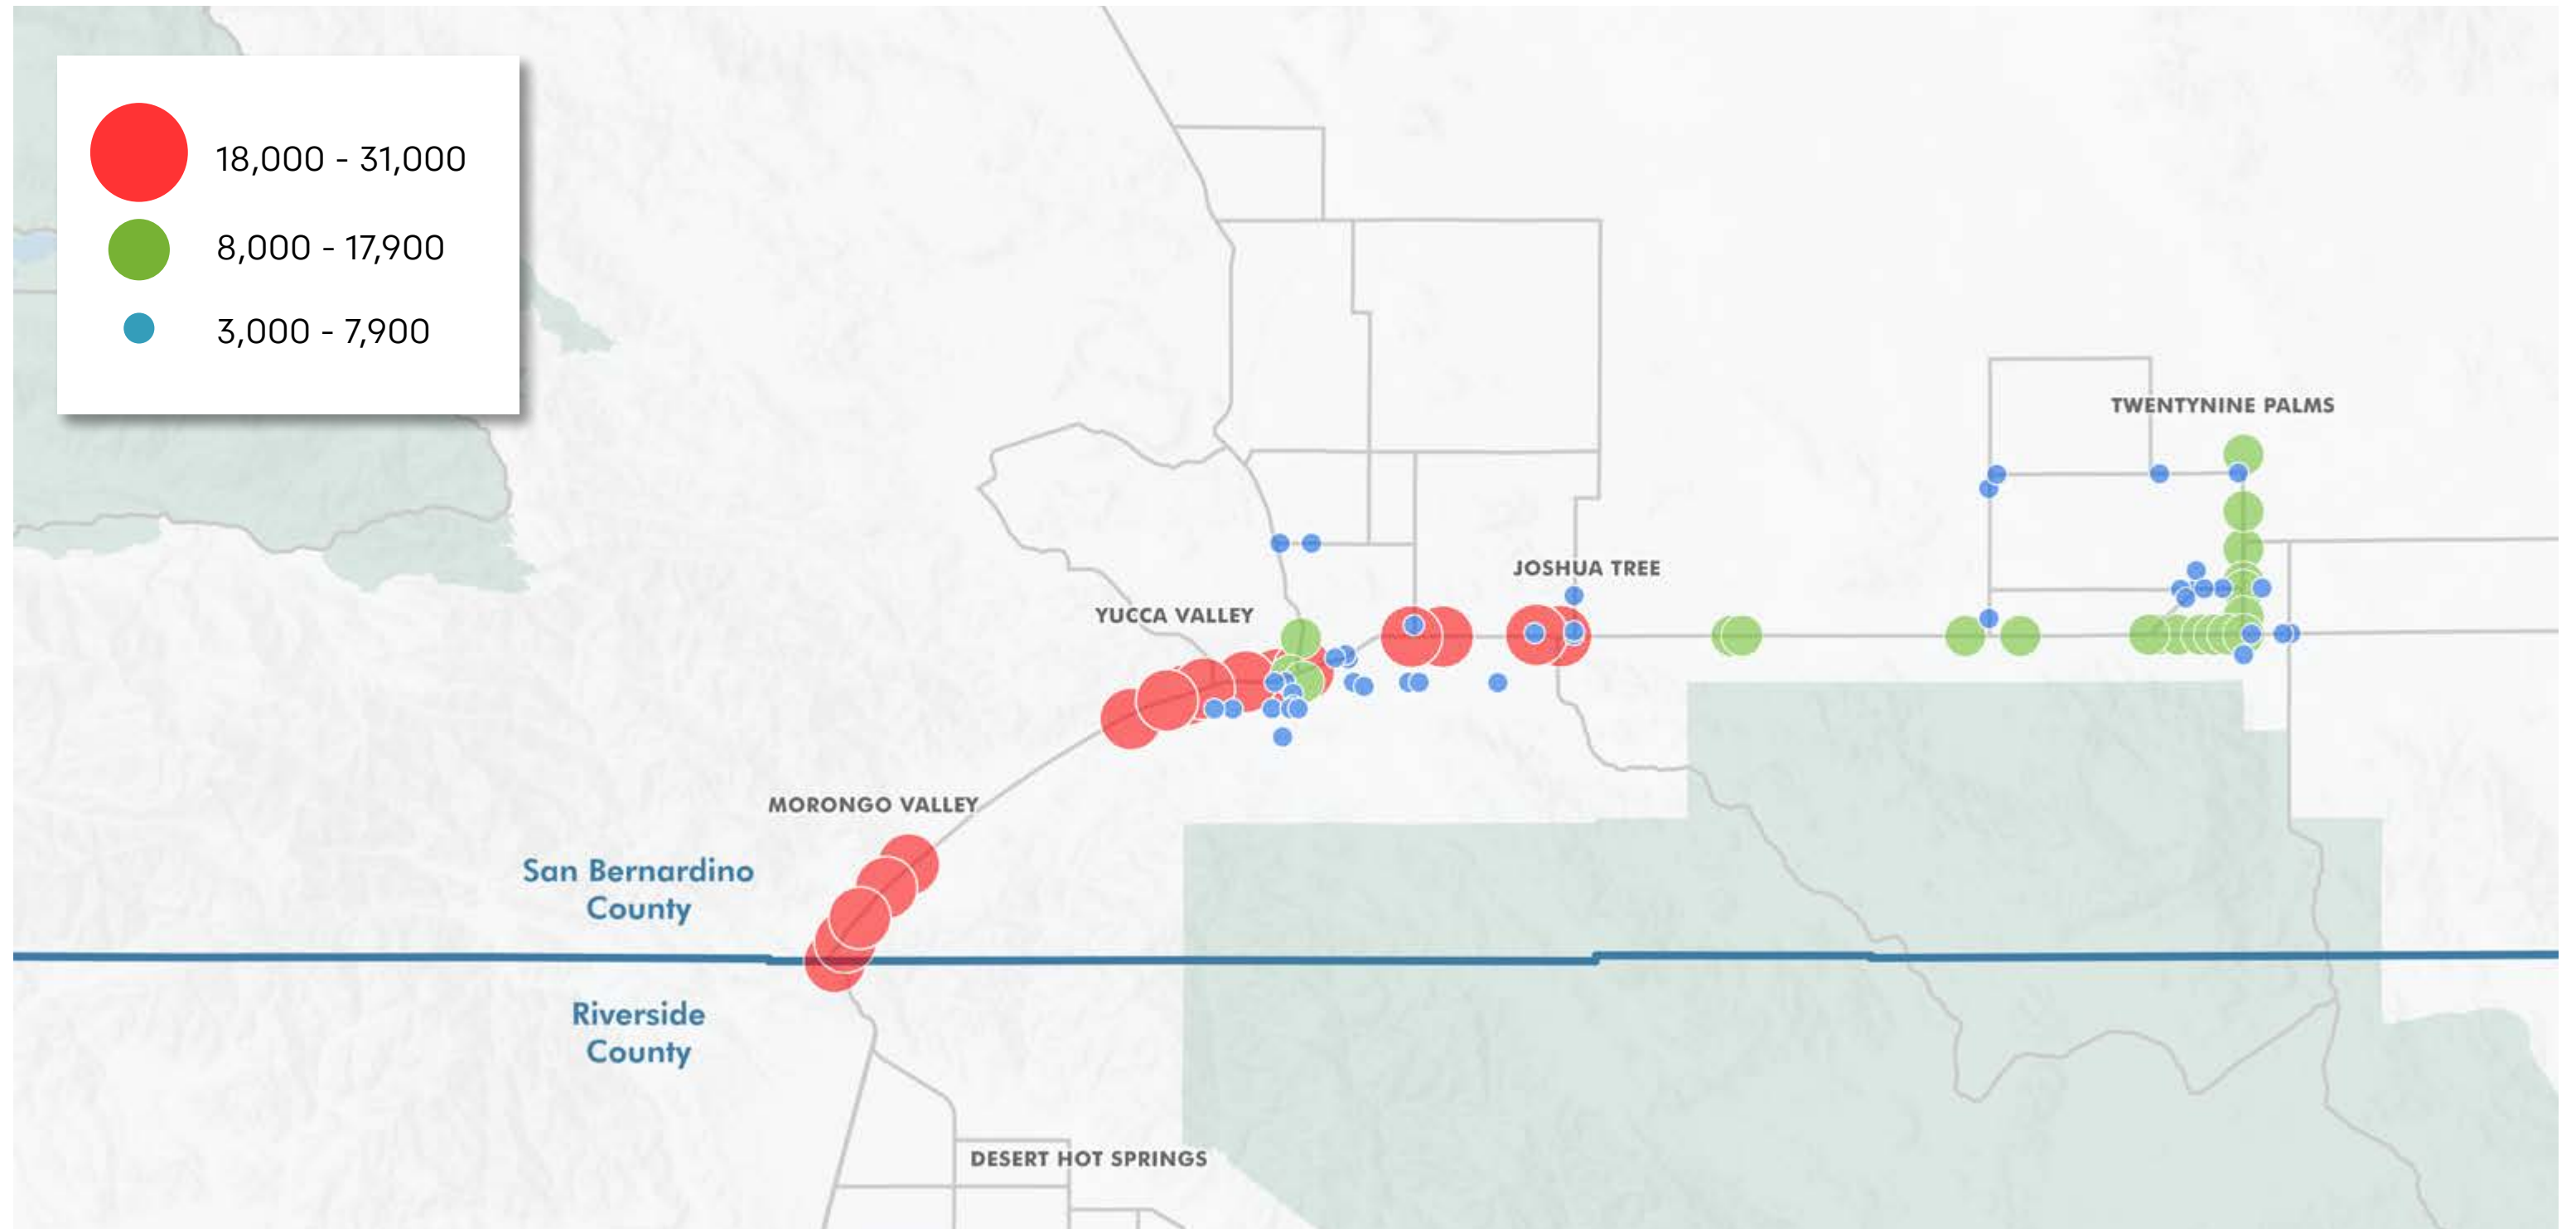 18,000 - 31,000
8,000 - 17,900
3,000 - 7,900
TWENTYNINE PALMS
JOSHUA TREE
YUCCA VALLEY
MORONGO VALLEY
San Bernardino
County
Riverside
County
DESERT HOT SPRINGS